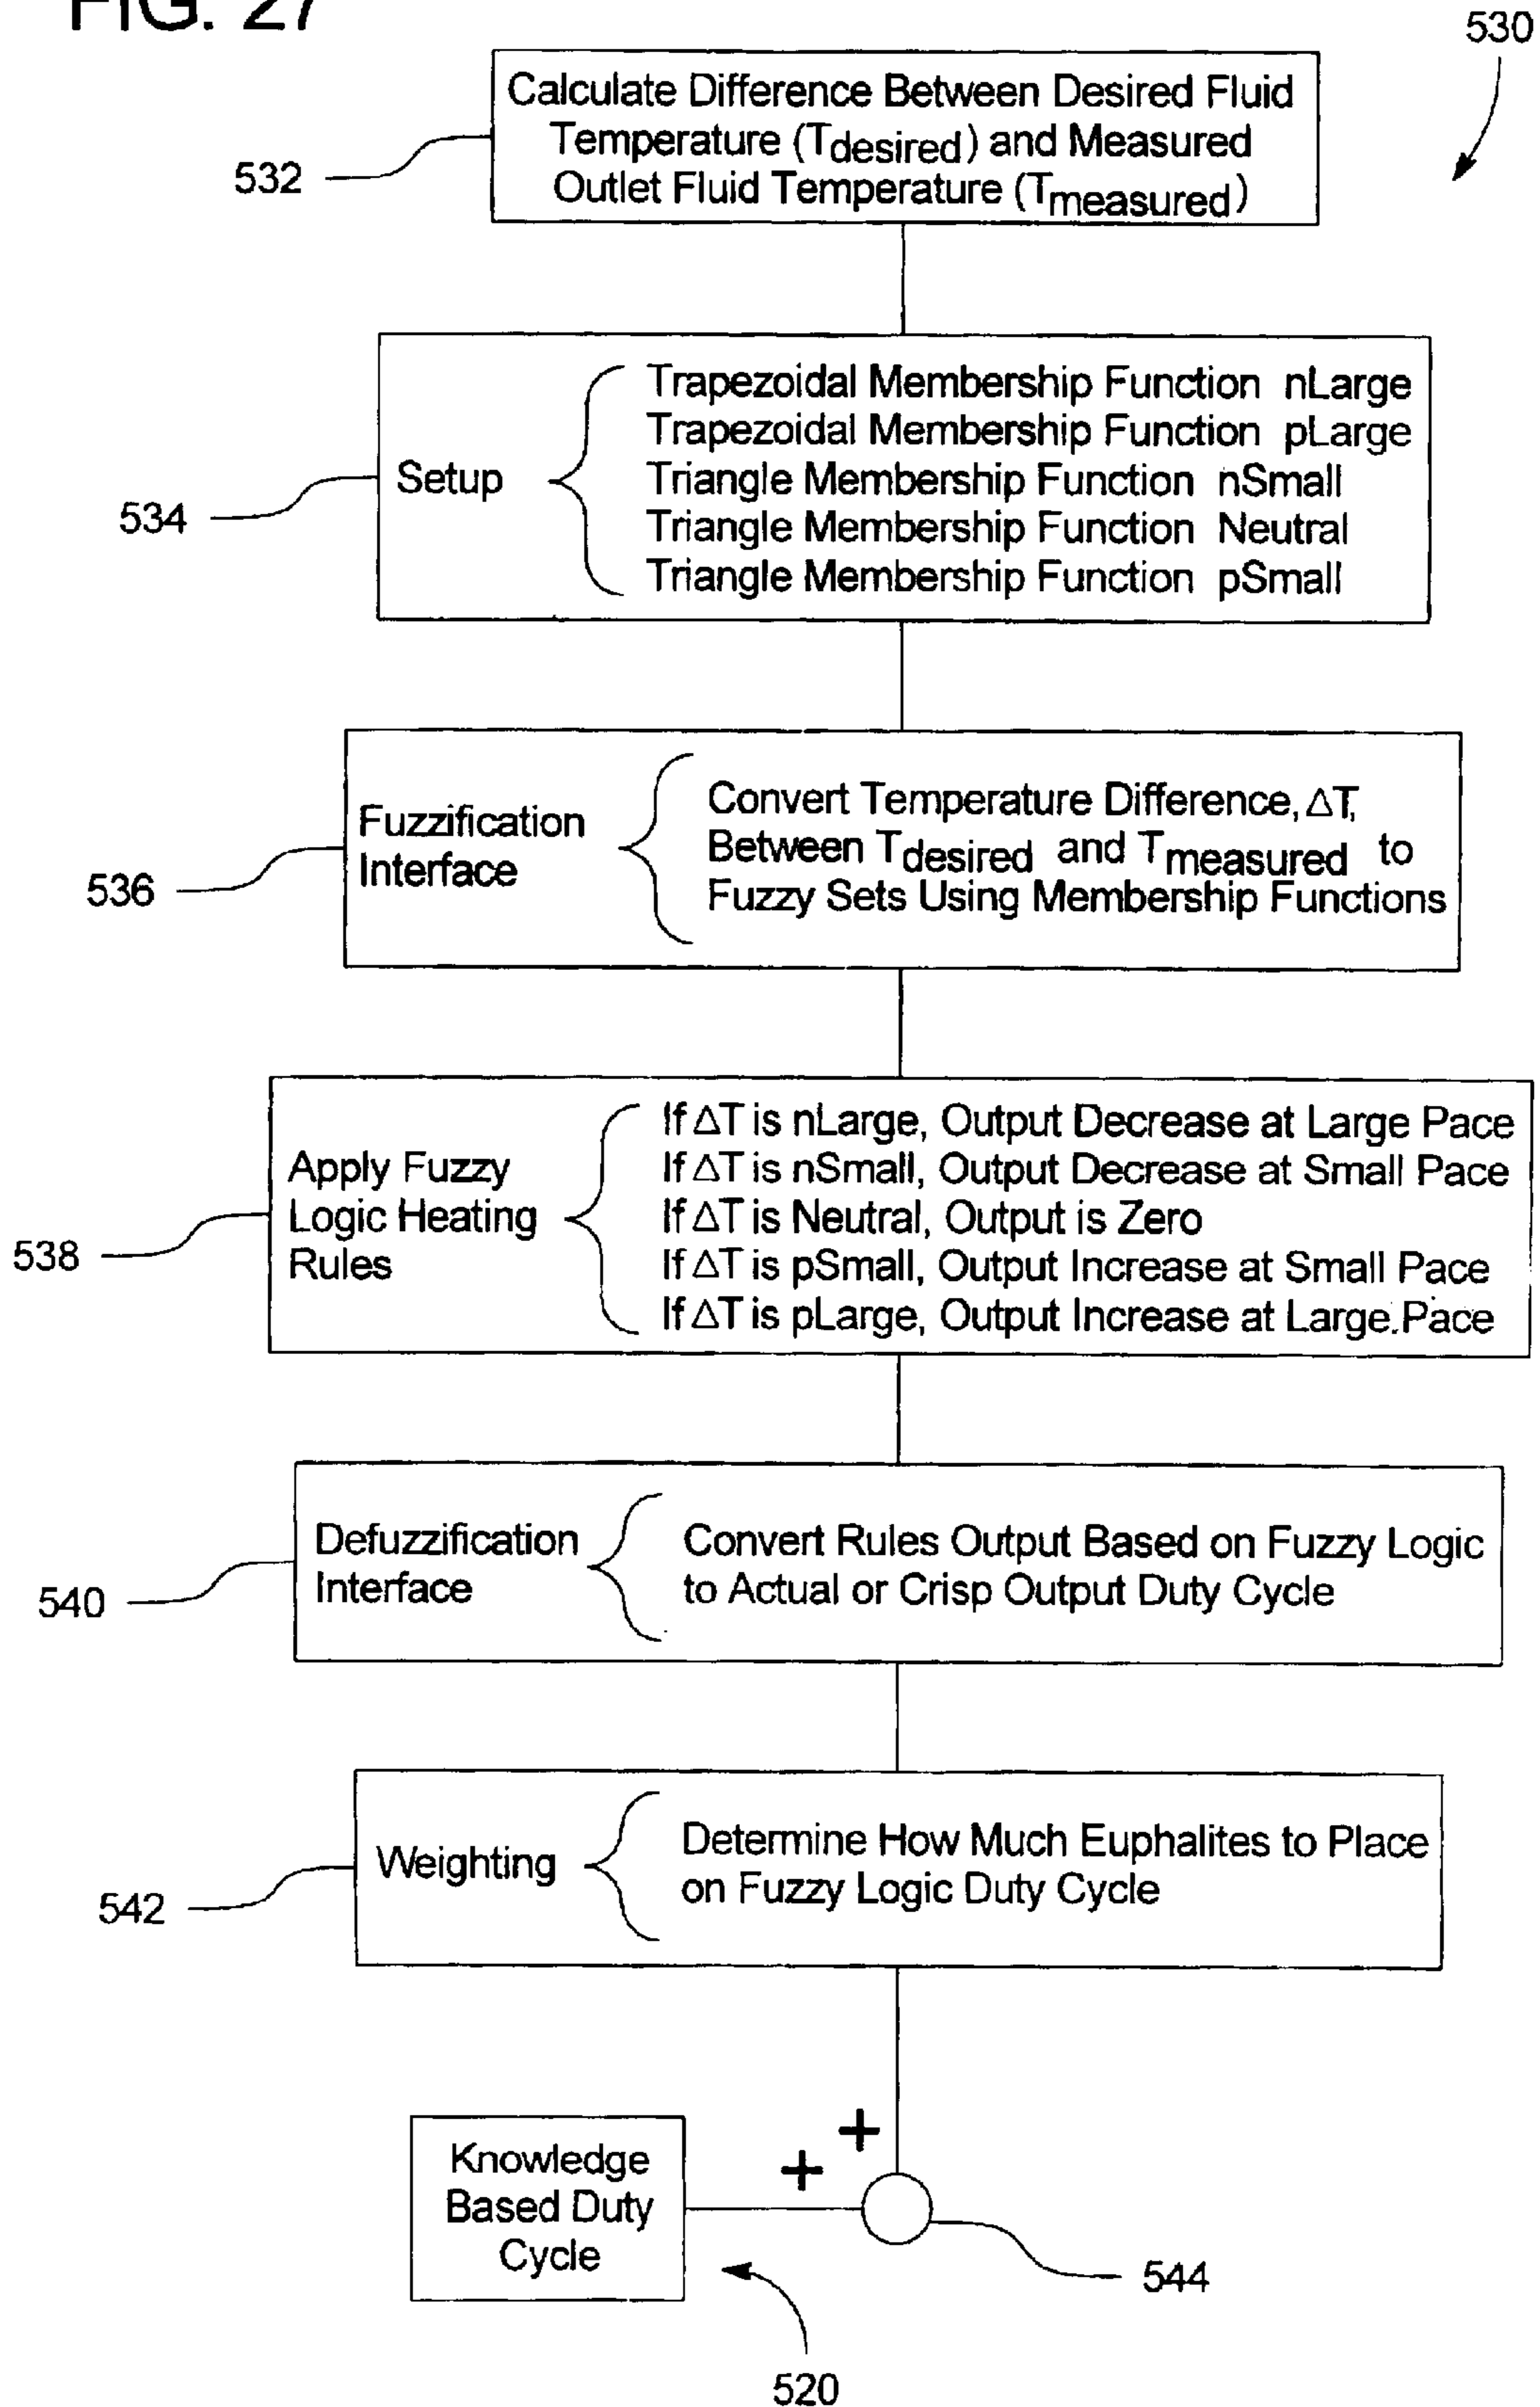 FIG. 27
530
Calculate Difference Between Desired Fluid
Temperature (Tdesired) and Measured
Outlet Fluid Temperature (Tmeasured)
532
Setup
Trapezoidal Membership Function nLarge
Trapezoidal Membership Function pLarge
Triangle Membership Function nSmall
Triangle Membership Function Neutral
Triangle Membership Function pSmall
534
Fuzzification
Interface
Convert Temperature Difference, ΔT,
Between Tdesired and Tmeasured to
Fuzzy Sets Using Membership Functions
536
Apply Fuzzy
Logic Heating
Rules
If ΔT is nLarge, Output Decrease at Large Pace
If ΔT is nSmall, Output Decrease at Small Pace
If ΔT is Neutral, Output is Zero
If ΔT is pSmall, Output Increase at Small Pace
If ΔT is pLarge, Output Increase at Large Pace
538
Defuzzification
Interface
Convert Rules Output Based on Fuzzy Logic
to Actual or Crisp Output Duty Cycle
540
Weighting
Determine How Much Euphalites to Place
on Fuzzy Logic Duty Cycle
542
+
+
Knowledge
Based Duty
Cycle
544
520